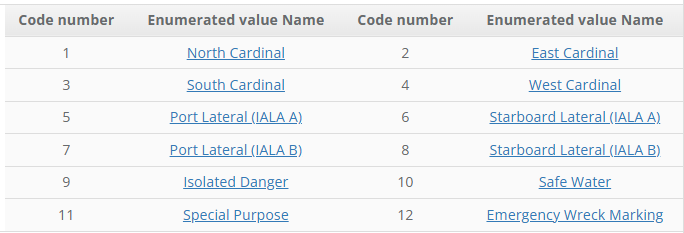 Code number Enumerated value Name Code number Enumerated value Name
1 North Cardinal 2 East Cardinal
3 South Cardinal 4 West Cardinal
5 Port Lateral (IALA A) 6 Starboard Lateral (IALA A)
7 Port Lateral (IALA B) 8 Starboard Lateral (IALA B)
9 Isolated Danger 10 Safe Water
11 Special Purpose 12 Emergency Wreck Marking